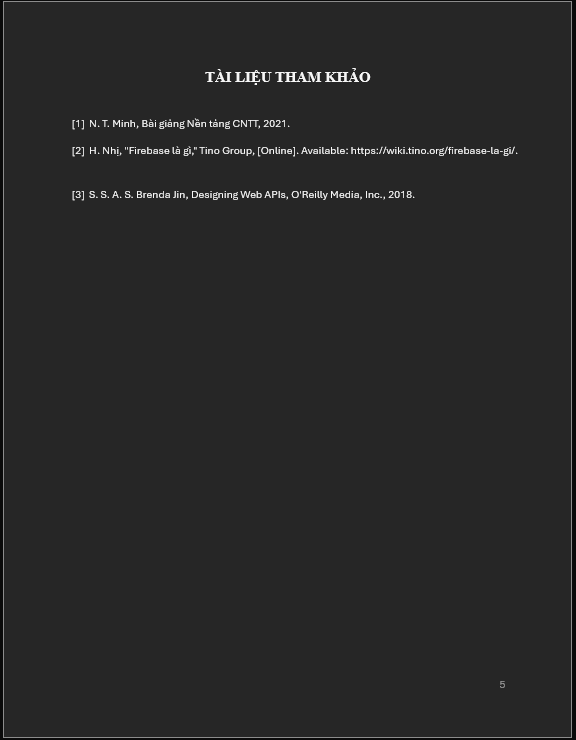 TÀI LIỆU THAM KHẢO
[1] N. T. Minh, Bài giảng Nền tảng CNTT, 2021.
[2] H. Nhị, "Firebase là gì," Tino Group, [Online]. Available: https://wiki.tino.org/firebase-la-gi/.
[3] S. S. A. S. Brenda Jin, Designing Web APIs, O'Reilly Media, Inc., 2018.
5